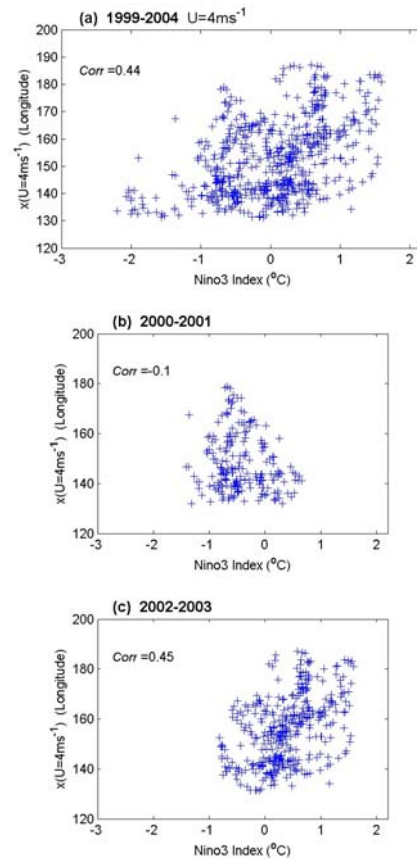 (a) 1999-2004 U=4ms⁻¹
Corr =0.44
x(U=4ms⁻¹) (Longitude)
200
190
180
170
160
150
140
130
120
-3 -2 -1 0 1 2
Nino3 Index (°C)
(b) 2000-2001
Corr =-0.1
x(U=4ms⁻¹) (Longitude)
200
180
160
140
120
-3 -2 -1 0 1 2
Nino3 Index (°C)
(c) 2002-2003
Corr =0.45
x(U=4ms⁻¹) (Longitude)
200
180
160
140
120
-3 -2 -1 0 1 2
Nino3 Index (°C)